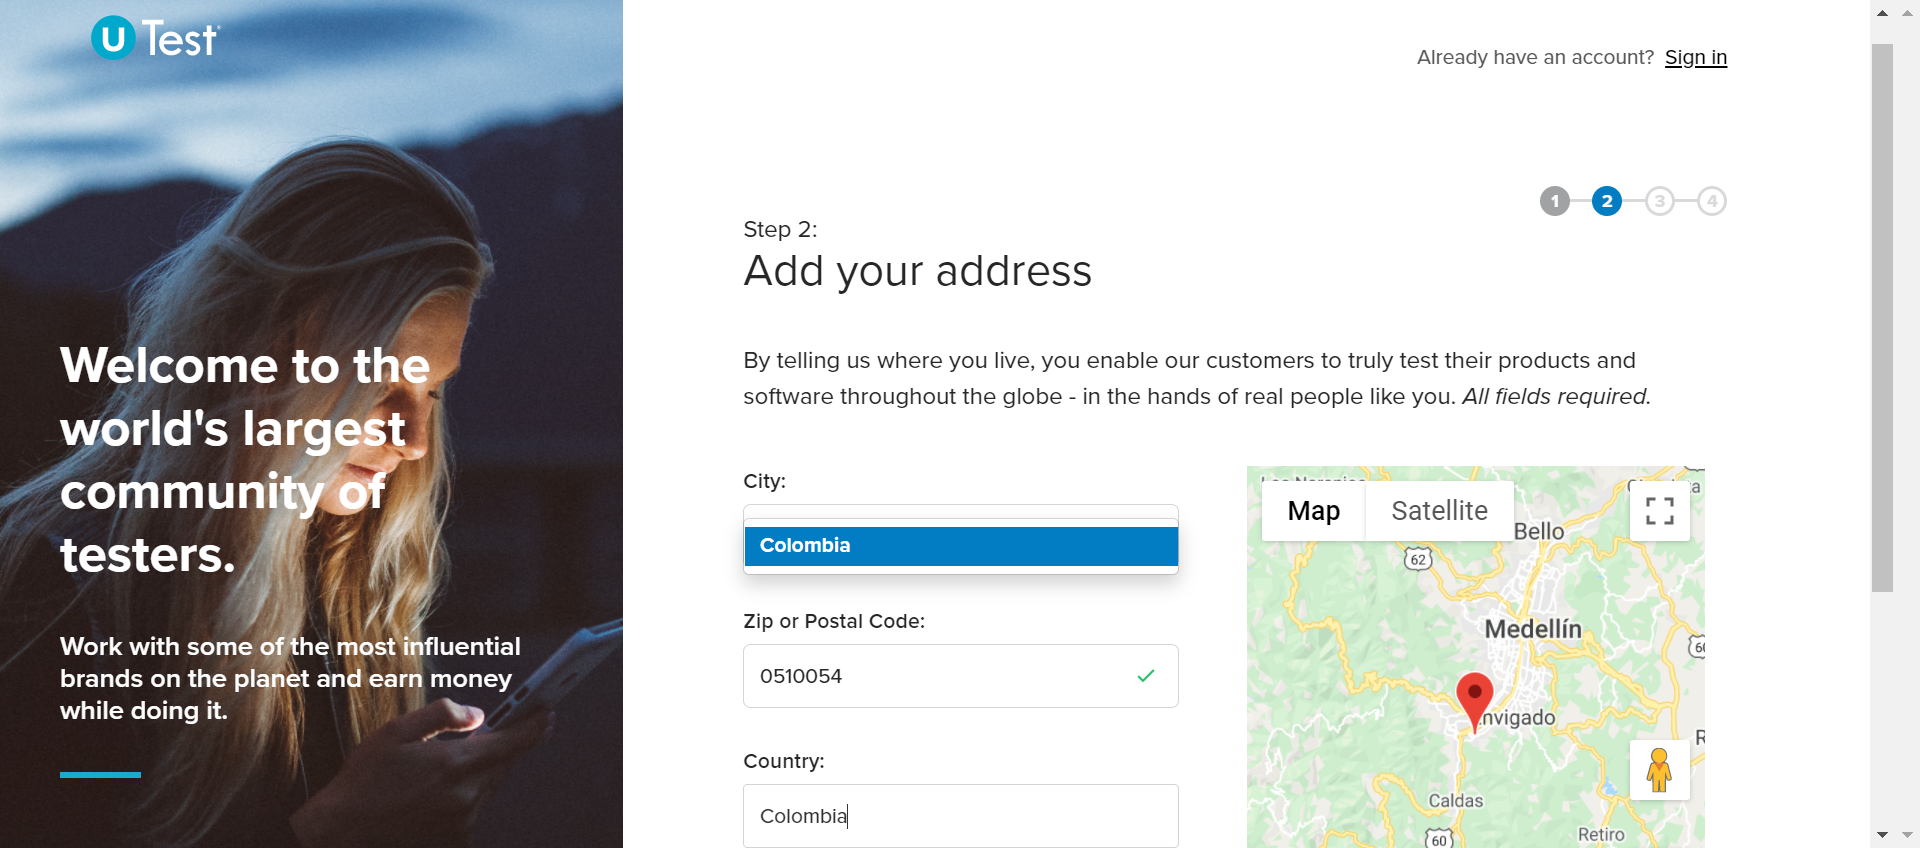 U Test
Already have an account? Sign in
1 2 3 4
Step 2:
Add your address
Welcome to the
world's largest
community of
testers.
Work with some of the most influential
brands on the planet and earn money
while doing it.
By telling us where you live, you enable our customers to truly test their products and
software throughout the globe - in the hands of real people like you. All fields required.
City:
Colombia
Zip or Postal Code:
0510054
Country:
Colombia
Map Satellite
Bello
62
Medellín
60
nvigado
Caldas
60
Retiro